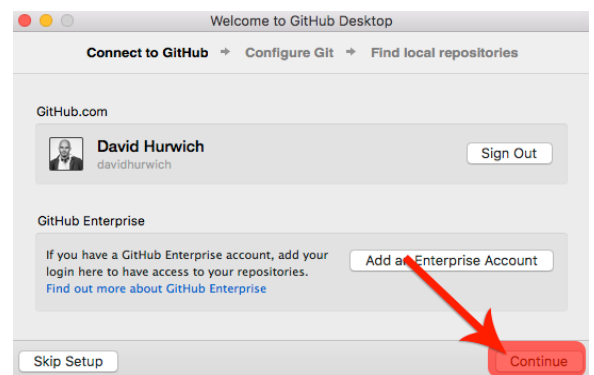 Welcome to GitHub Desktop
Connect to GitHub → Configure Git → Find local repositories
GitHub.com
David Hurwich
davidhurwich
Sign Out
GitHub Enterprise
If you have a GitHub Enterprise account, add your
login here to have access to your repositories.
Find out more about GitHub Enterprise
Add an Enterprise Account
Skip Setup
Continue